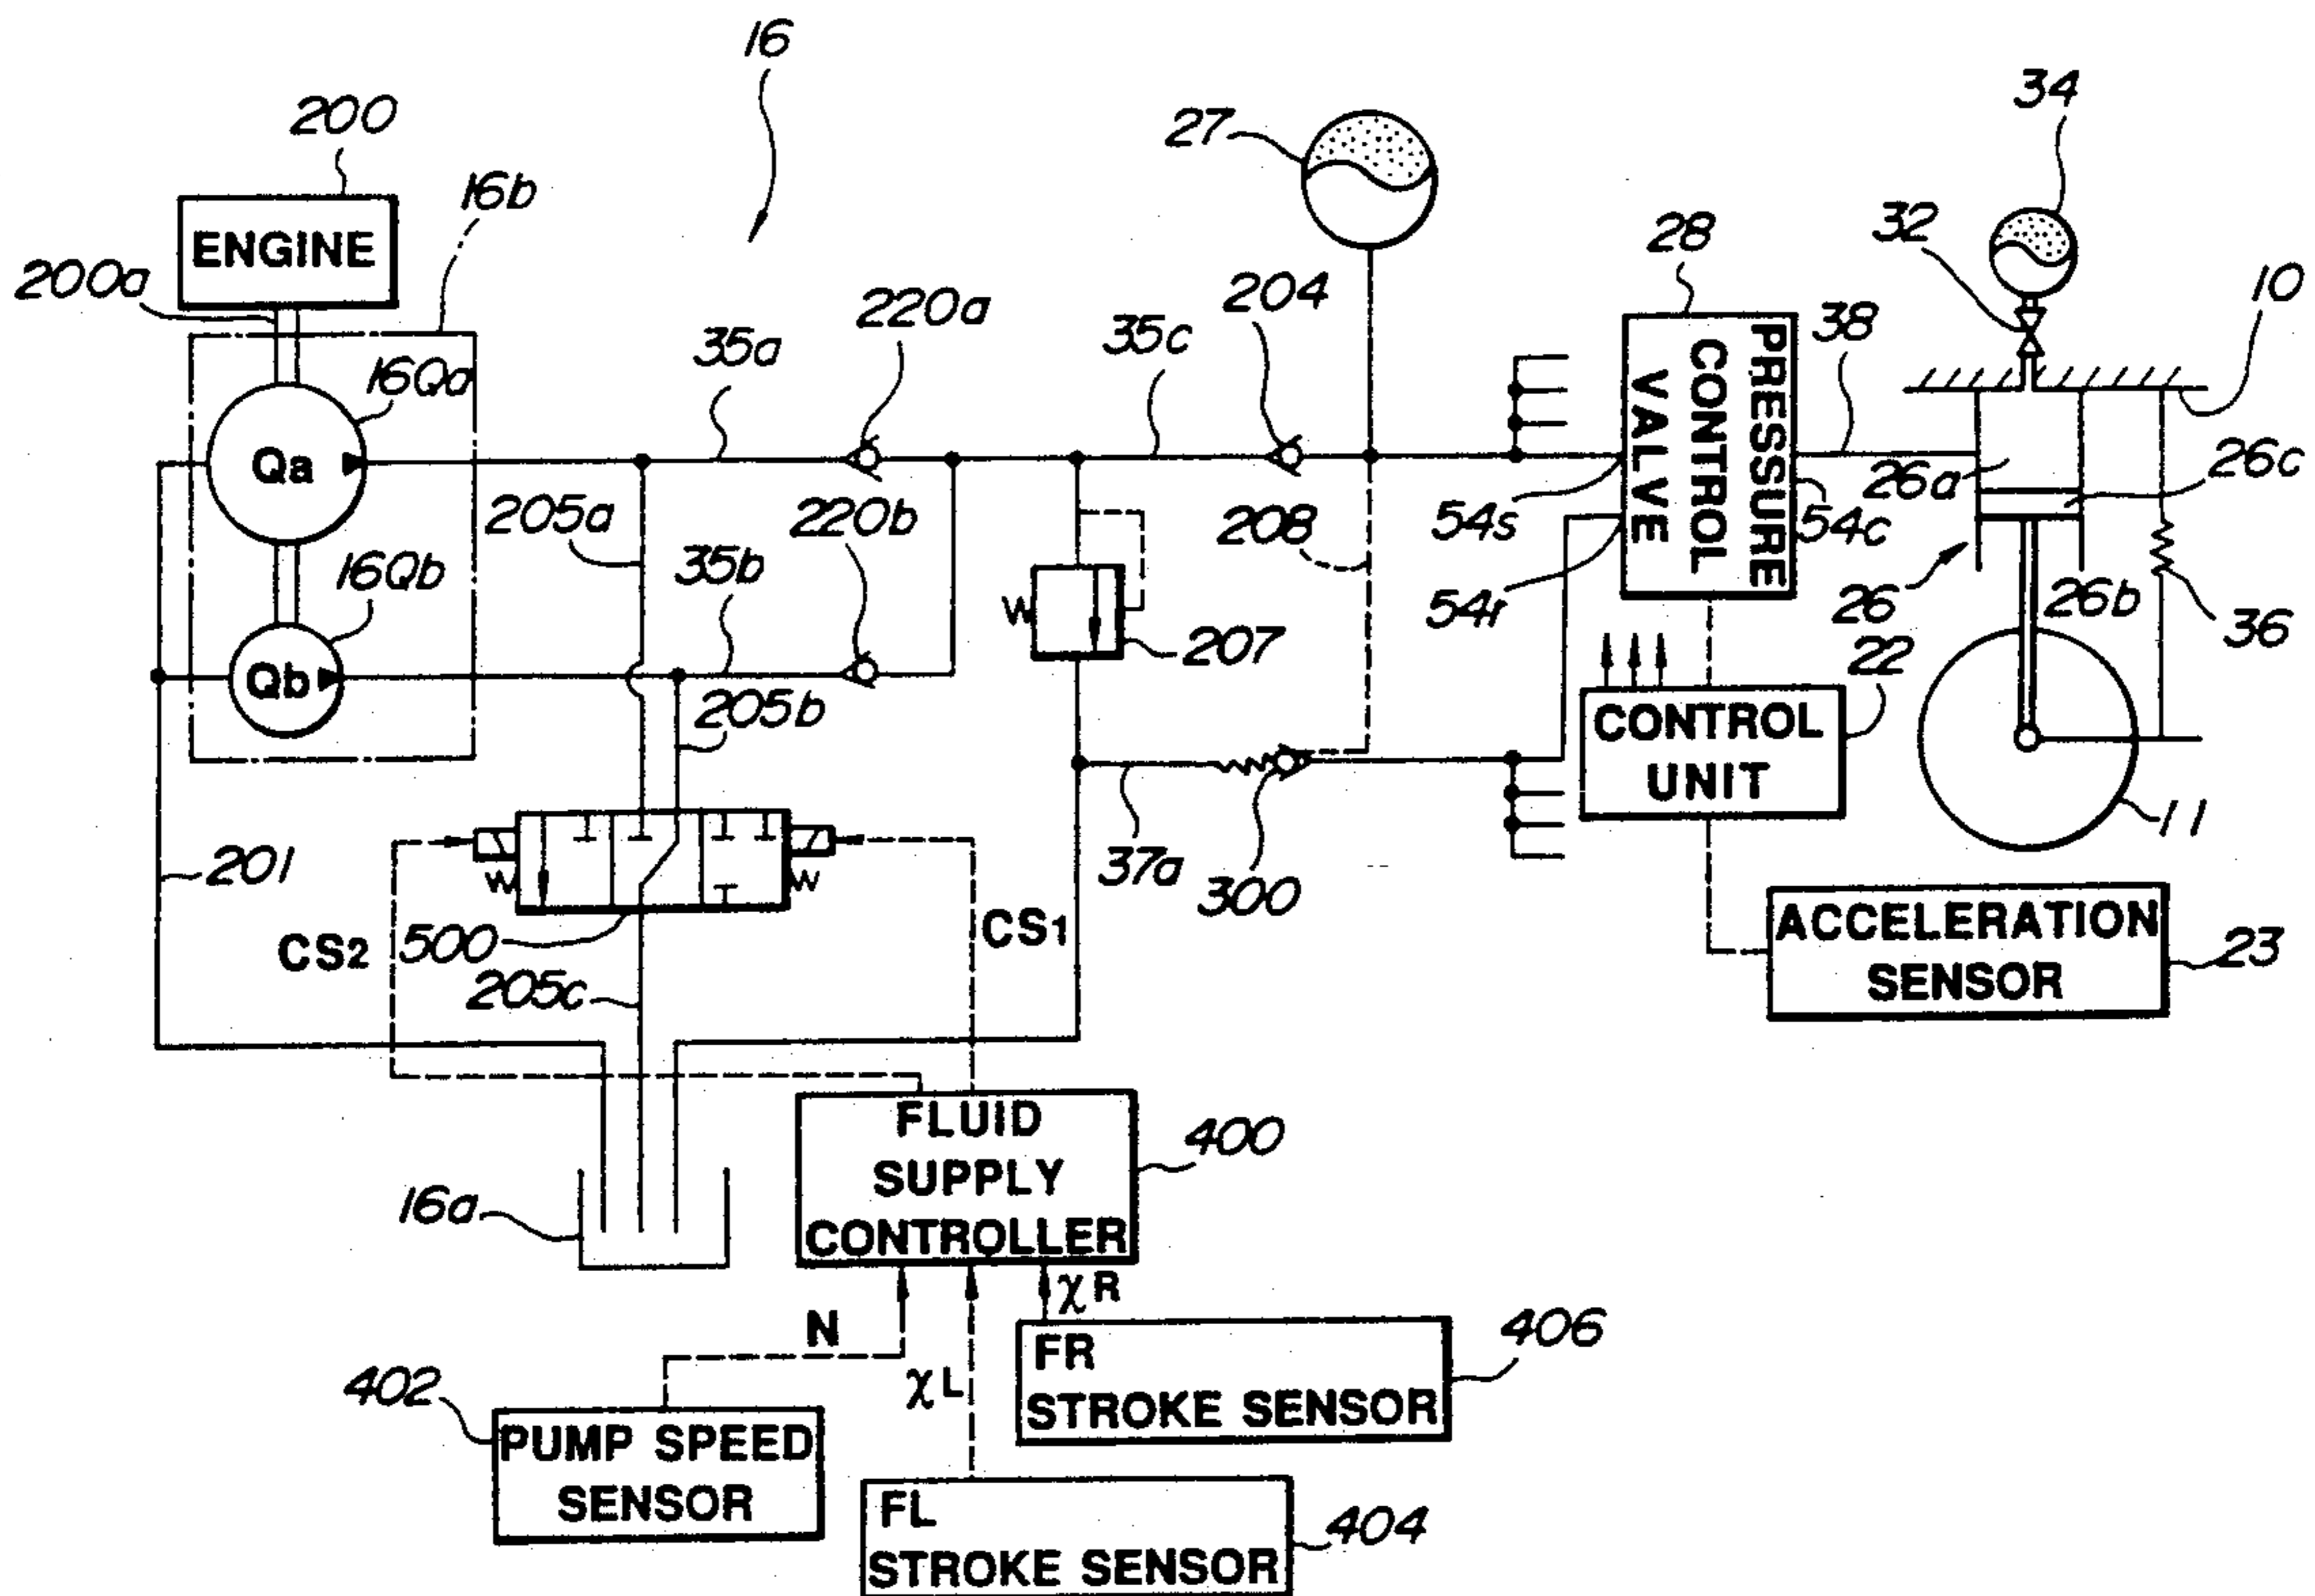 16
34
27
200
16b
ENGINE
200a
28
32
10
220a
204
35a
35c
38
16Qa
PRESSURE
CONTROL
VALVE
Qa
26a
26c
205a
220b
208
54s
54c
16Qb
35b
54r
26
26b
36
W
207
22
Qb
205b
CONTROL
UNIT
201
W
W
37a
300
11
CS2
500
CS1
ACCELERATION
SENSOR
23
205c
FLUID
SUPPLY
CONTROLLER
400
16a
χR
N
406
FR
STROKE SENSOR
402
χL
PUMP SPEED
SENSOR
FL
STROKE SENSOR
404